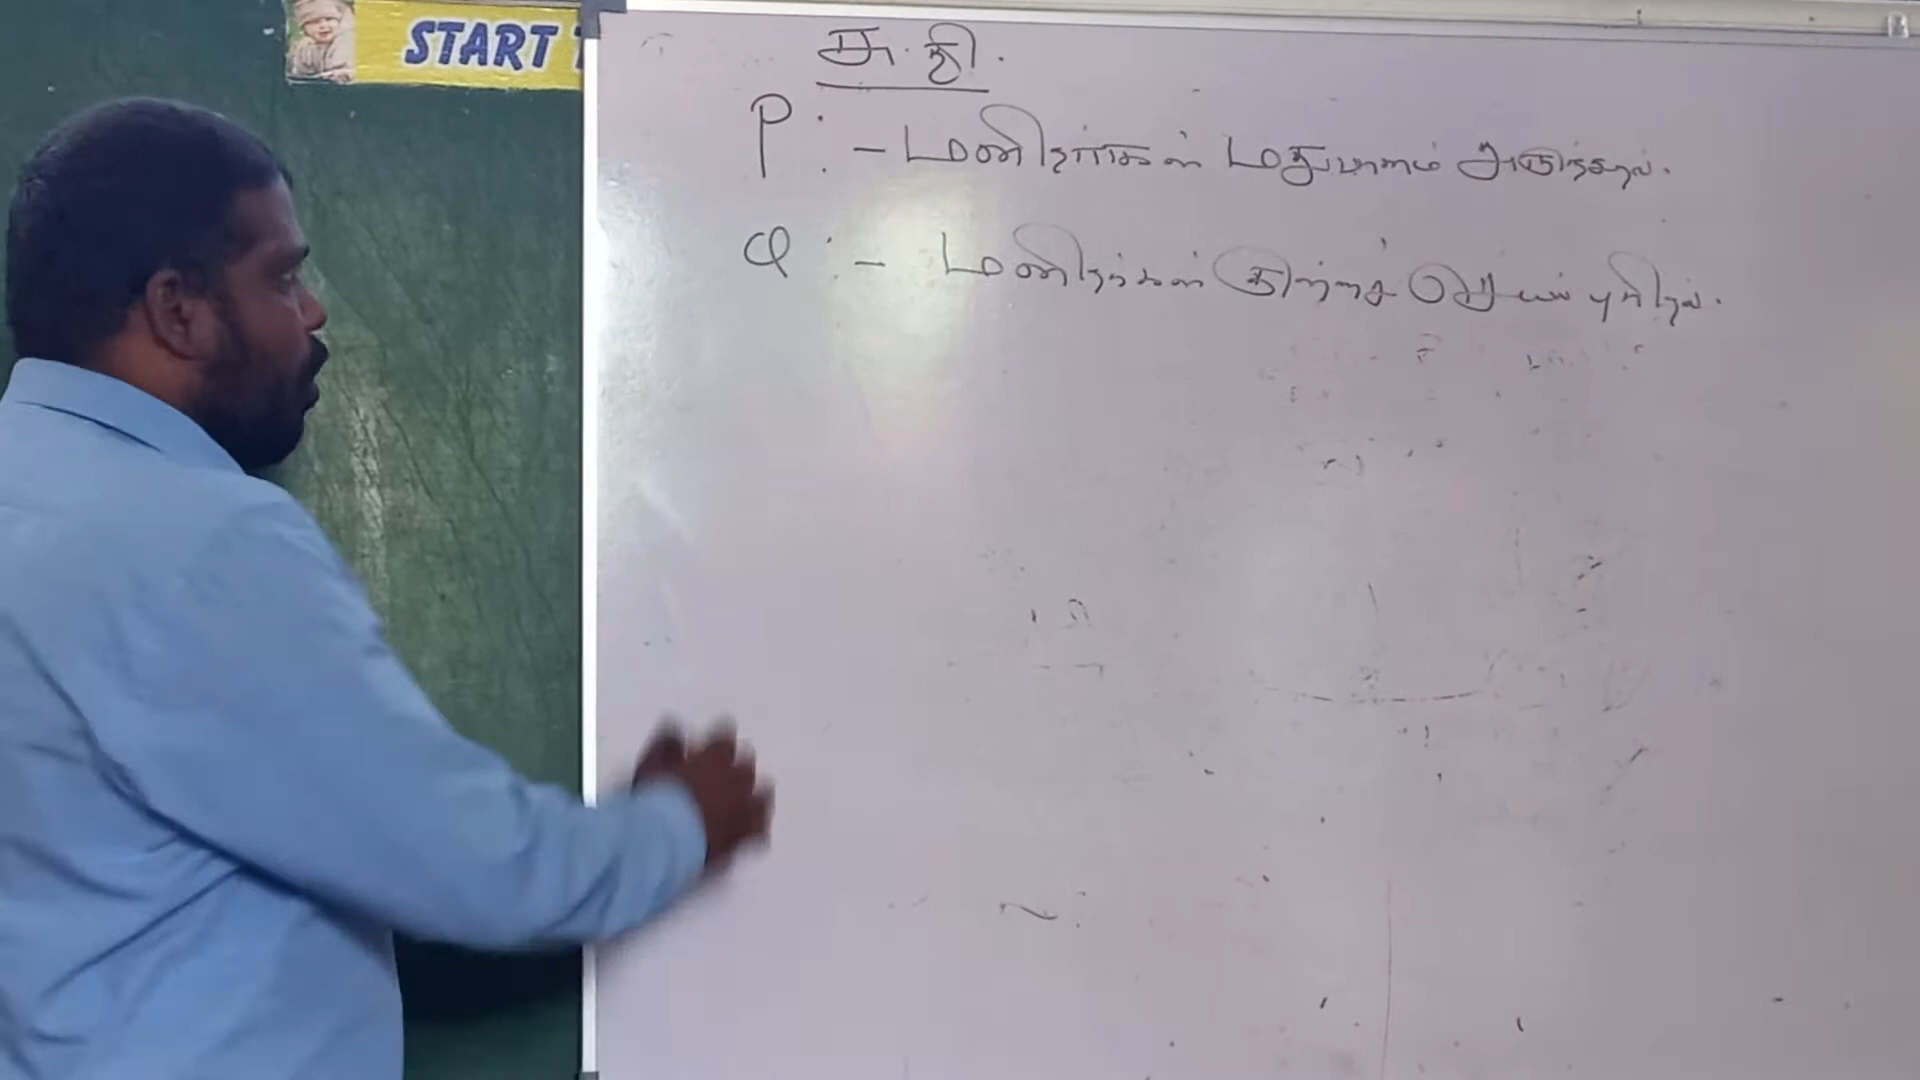 START
சு.தி.
P :- மனிதர்கள் மதுபானம் அருந்தல்.
Q :- மனிதர்கள் குற்றச் செயல் புரிதல்.